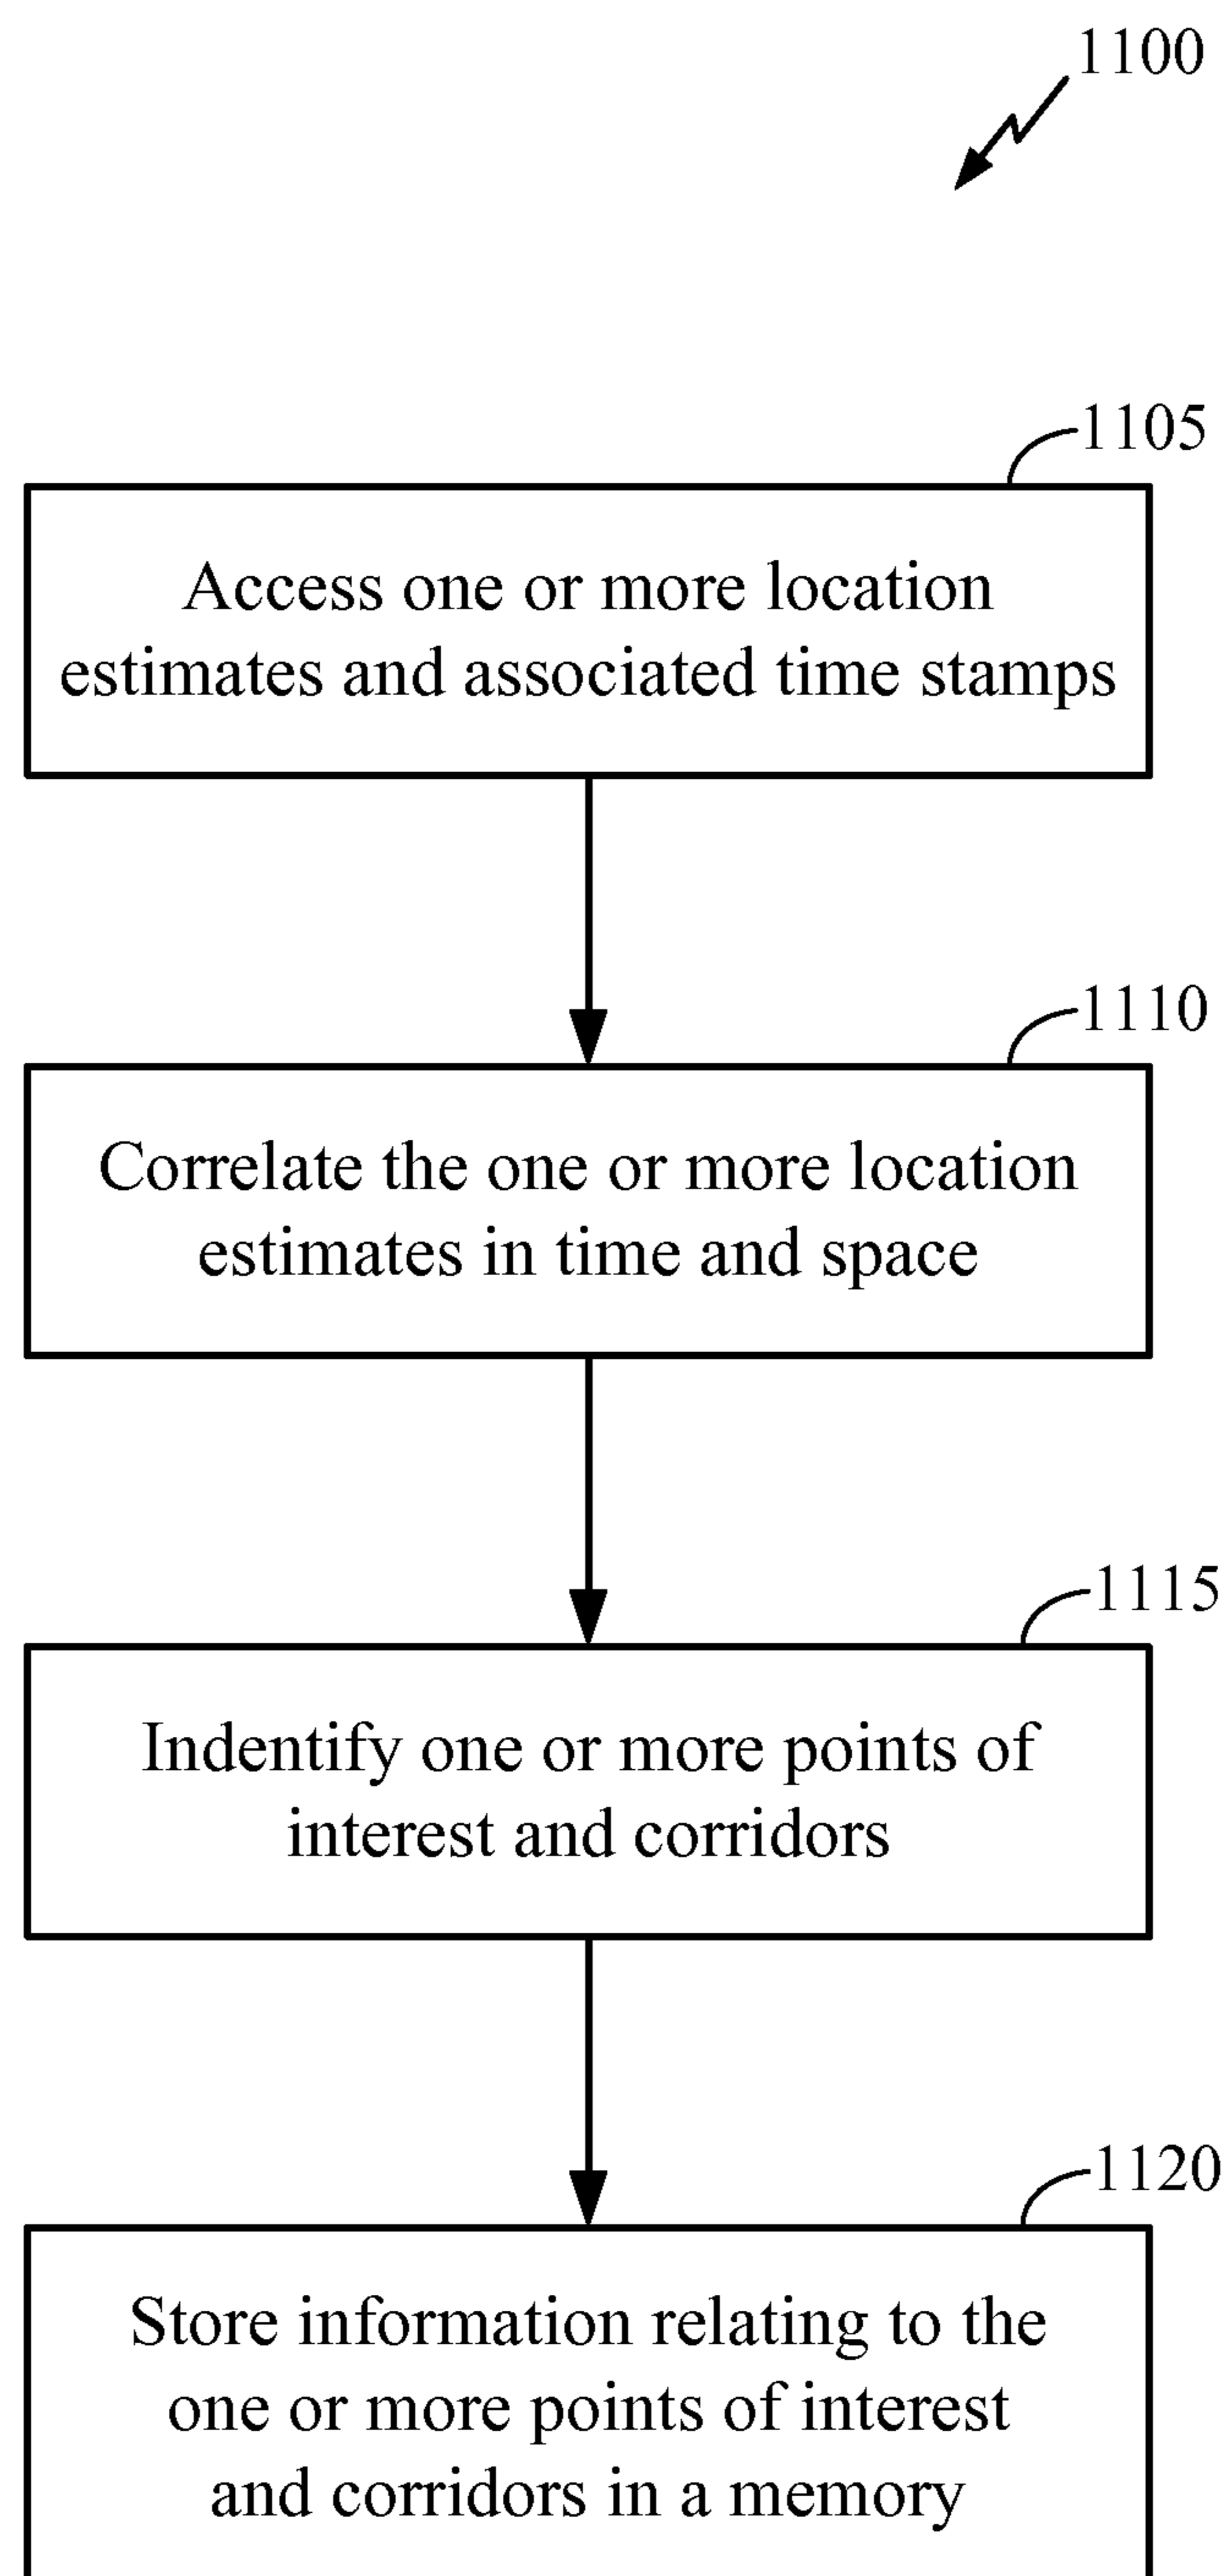 1100
1105
Access one or more location
estimates and associated time stamps
1110
Correlate the one or more location
estimates in time and space
1115
Indentify one or more points of
interest and corridors
1120
Store information relating to the
one or more points of interest
and corridors in a memory